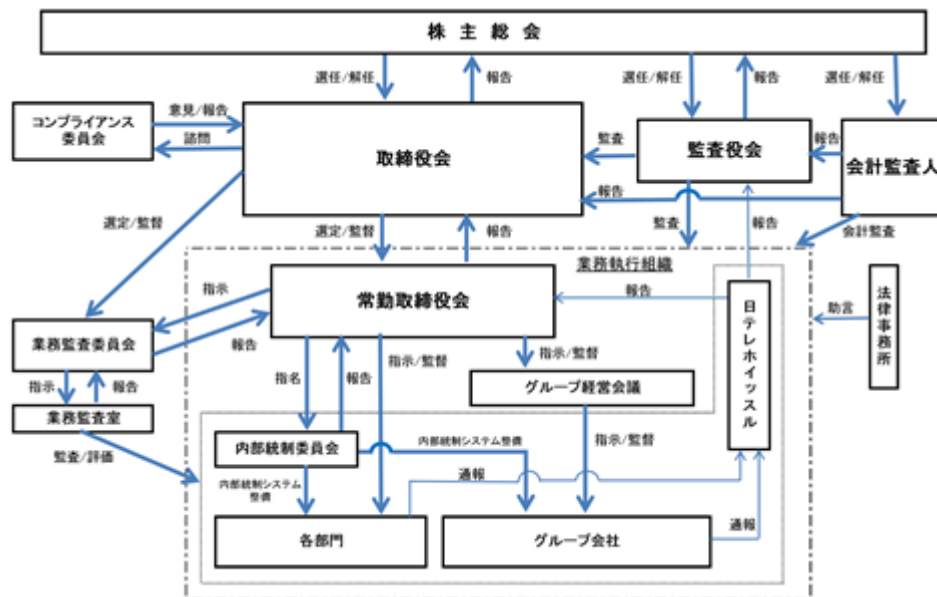 株主総会
選任/解任
報告
選任/解任
報告
選任/解任
コンプライアンス
委員会
意見/報告
諮問
取締役会
監査
監査役会
報告
会計監査人
報告
選定/監督
選定/監督
報告
監査
報告
会計監査
業務執行組織
指示
常勤取締役会
報告
日テレホイッスル
助言
法律事務所
業務監査委員会
報告
指名
報告
指示/監督
指示/監督
グループ経営会議
指示
報告
業務監査室
監査/評価
内部統制委員会
内部統制システム整備
指示/監督
内部統制システム
整備
通報
各部門
グループ会社
通報